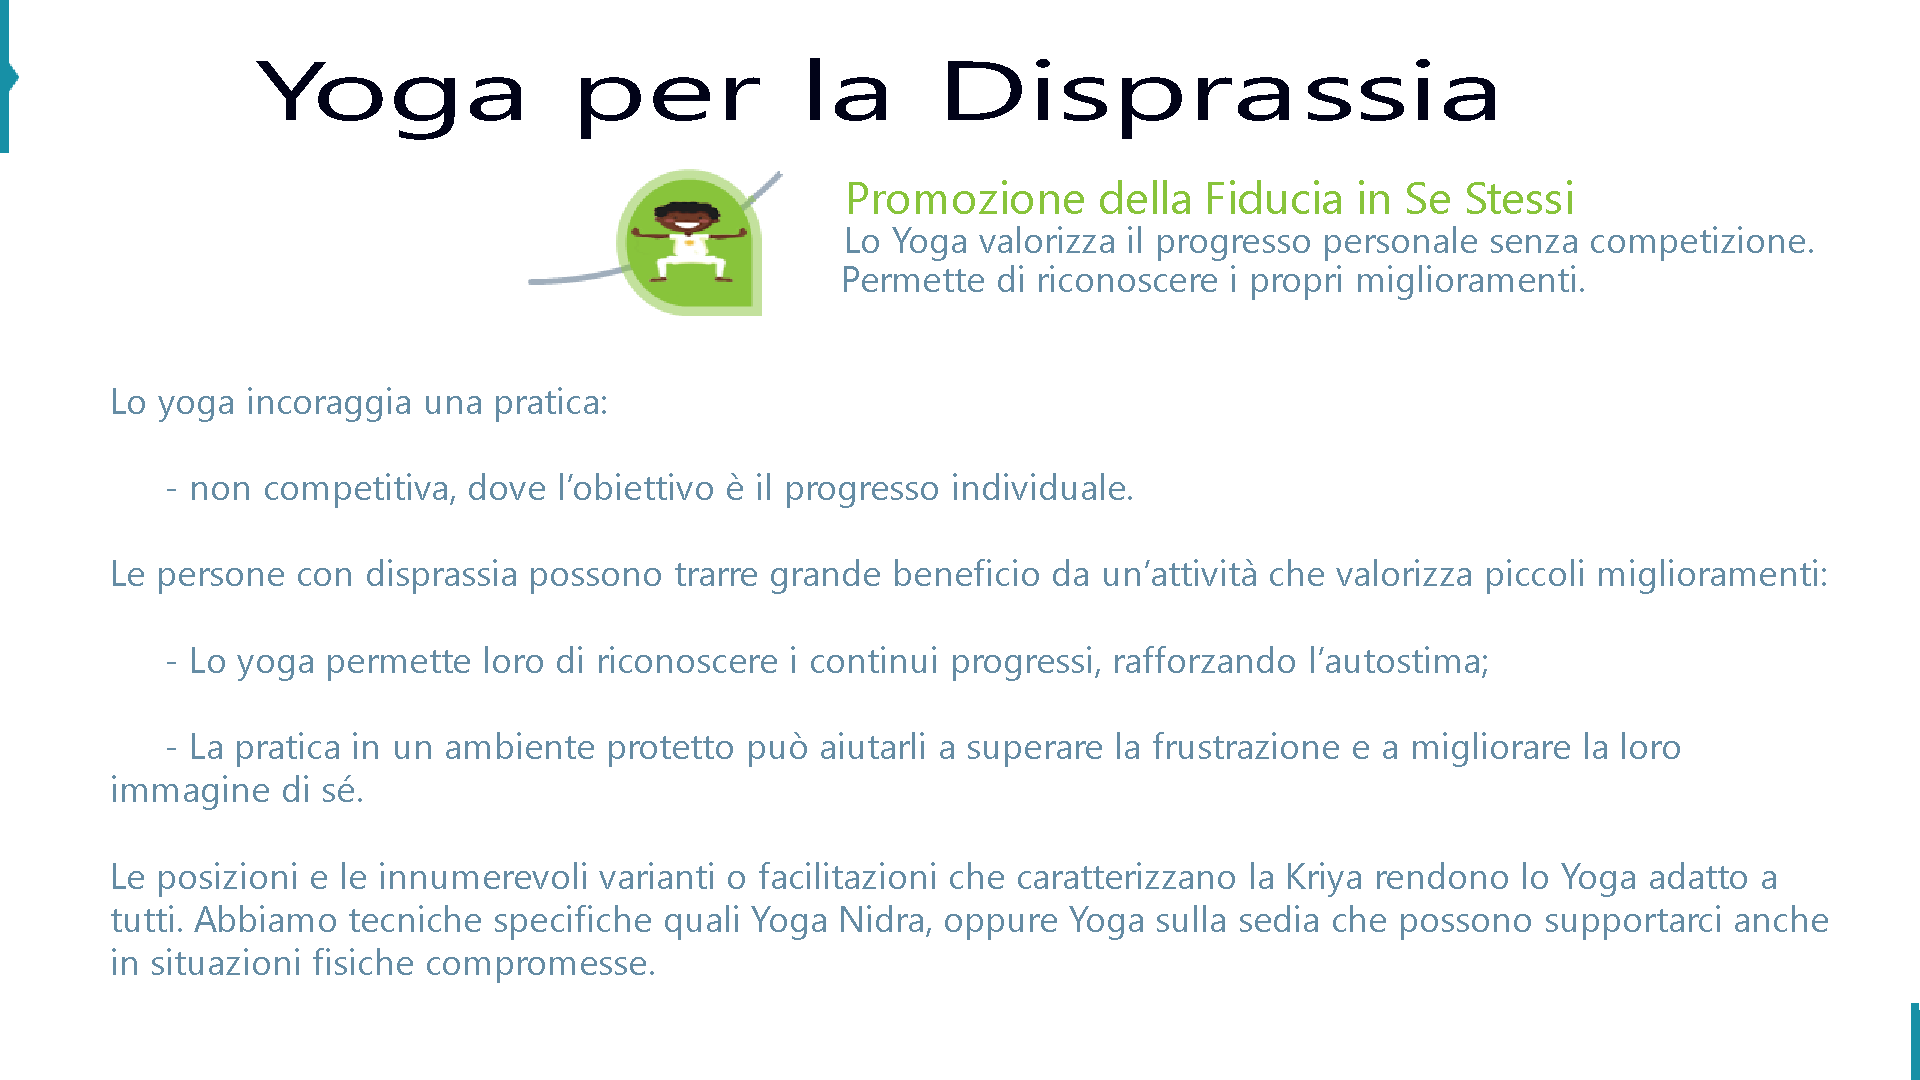 Yoga per la Disprassia
Promozione della Fiducia in Se Stessi
Lo Yoga valorizza il progresso personale senza competizione.
Permette di riconoscere i propri miglioramenti.
Lo yoga incoraggia una pratica:
- non competitiva, dove l’obiettivo è il progresso individuale.
Le persone con disprassia possono trarre grande beneficio da un’attività che valorizza piccoli miglioramenti:
- Lo yoga permette loro di riconoscere i continui progressi, rafforzando l’autostima;
- La pratica in un ambiente protetto può aiutarli a superare la frustrazione e a migliorare la loro
immagine di sé.
Le posizioni e le innumerevoli varianti o facilitazioni che caratterizzano la Kriya rendono lo Yoga adatto a
tutti. Abbiamo tecniche specifiche quali Yoga Nidra, oppure Yoga sulla sedia che possono supportarci anche
in situazioni fisiche compromesse.